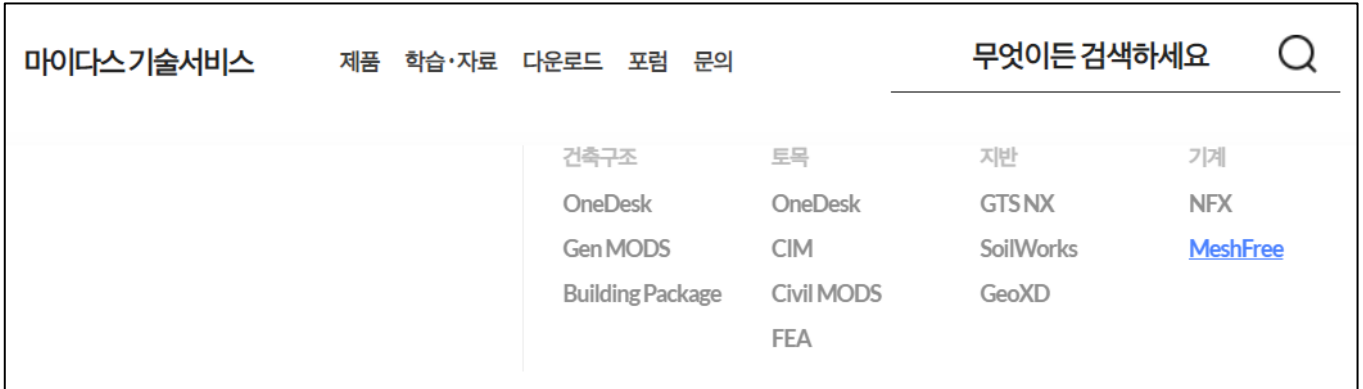 마이다스 기술서비스 제품 학습·자료 다운로드 포럼 문의 무엇이든 검색하세요
건축구조 토목 지반 기계
OneDesk OneDesk GTS NX NFX
Gen MODS CIM SoilWorks MeshFree
Building Package Civil MODS GeoXD
FEA